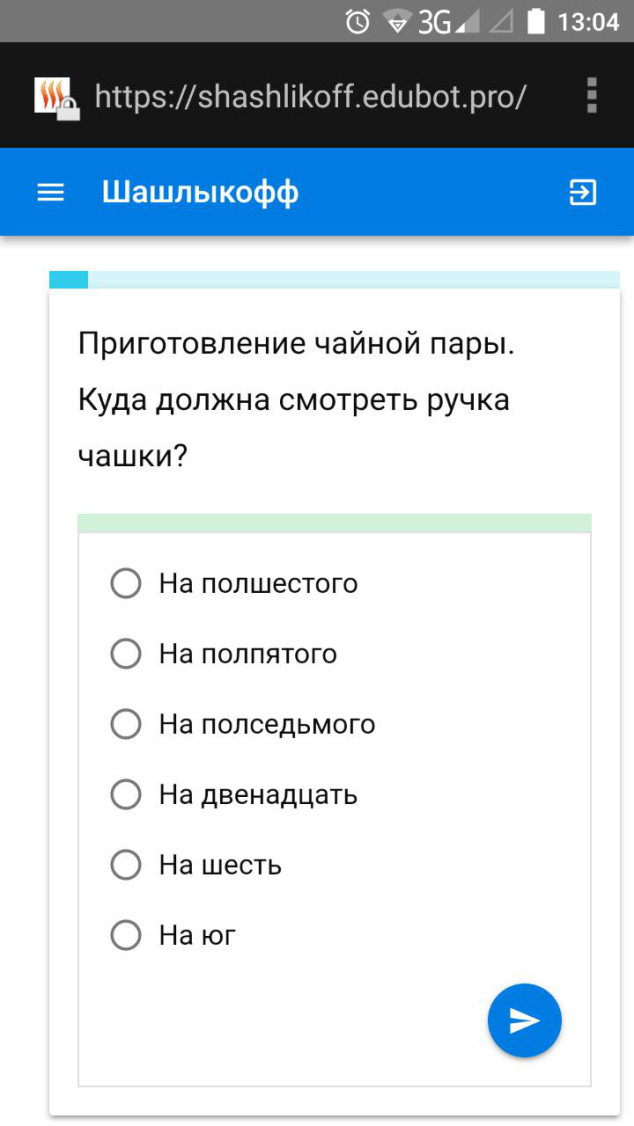 3G 13:04
https://shashlikoff.edubot.pro/
Шашлыкофф
Приготовление чайной пары.
Куда должна смотреть ручка
чашки?
На полшестого
На полпятого
На полседьмого
На двенадцать
На шесть
На юг